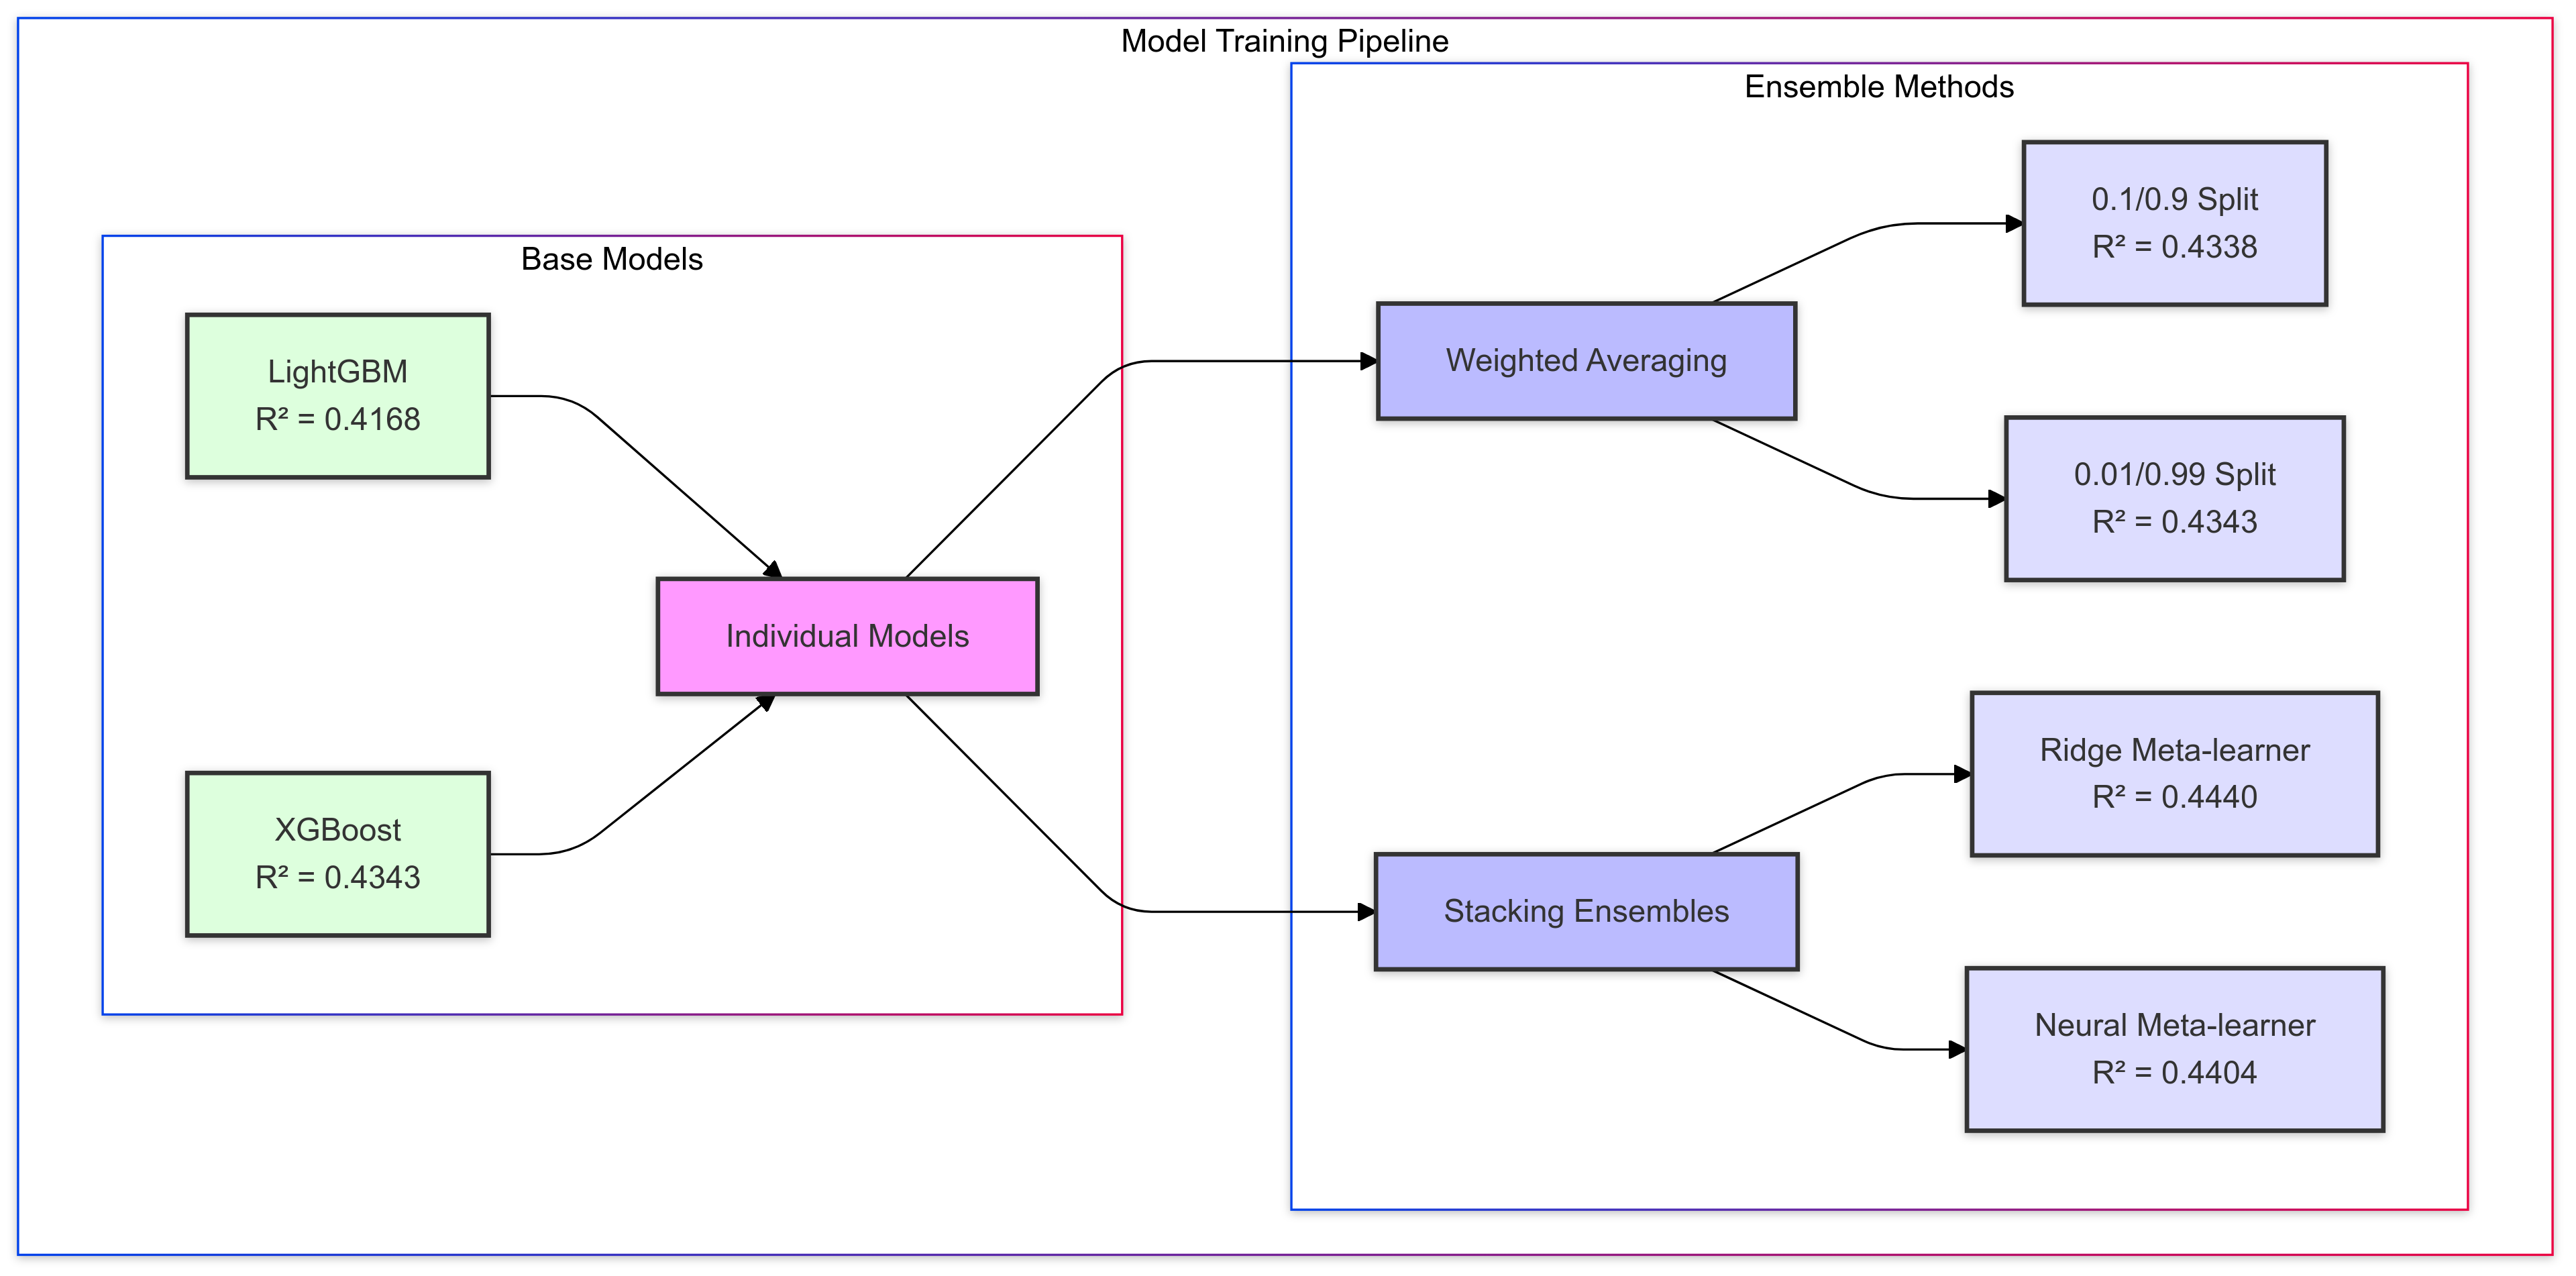 Model Training Pipeline
Base Models
LightGBM
R² = 0.4168
XGBoost
R² = 0.4343
Individual Models
Ensemble Methods
Weighted Averaging
0.1/0.9 Split
R² = 0.4338
0.01/0.99 Split
R² = 0.4343
Stacking Ensembles
Ridge Meta-learner
R² = 0.4440
Neural Meta-learner
R² = 0.4404